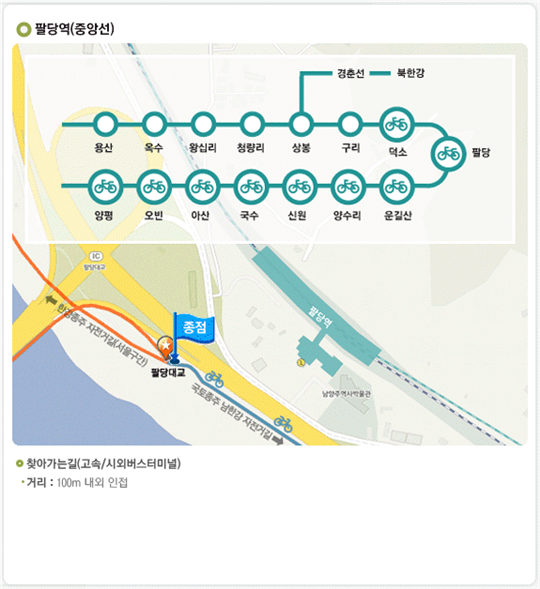 팔당역(중앙선)
경춘선 북한강
용산 옥수 왕십리 청량리 상봉 구리 덕소
팔당
양평 오빈 아산 국수 신원 양수리 운길산
IC
팔당대교
한강종주 자전거길(서울구간)
종점
팔당역
팔당대교
남양주역사박물관
국토종주 남한강 자전거길
찾아가는길(고속/시외버스터미널)
거리 : 100m 내외 인접